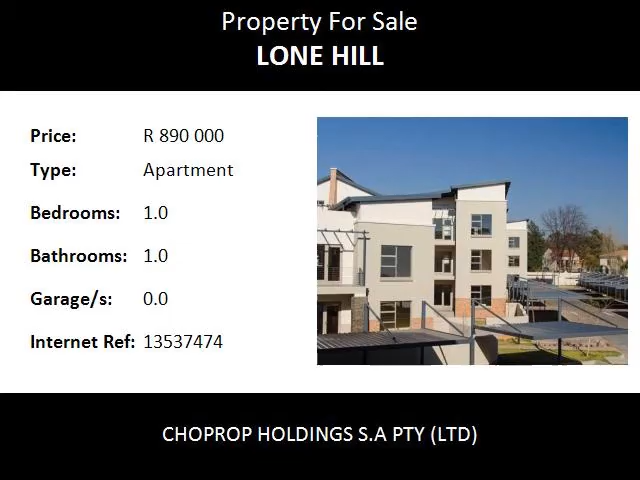 Property For Sale
LONE HILL
Price: R 890 000
Type: Apartment
Bedrooms: 1.0
Bathrooms: 1.0
Garage/s: 0.0
Internet Ref: 13537474
CHOPROP HOLDINGS S.A PTY (LTD)